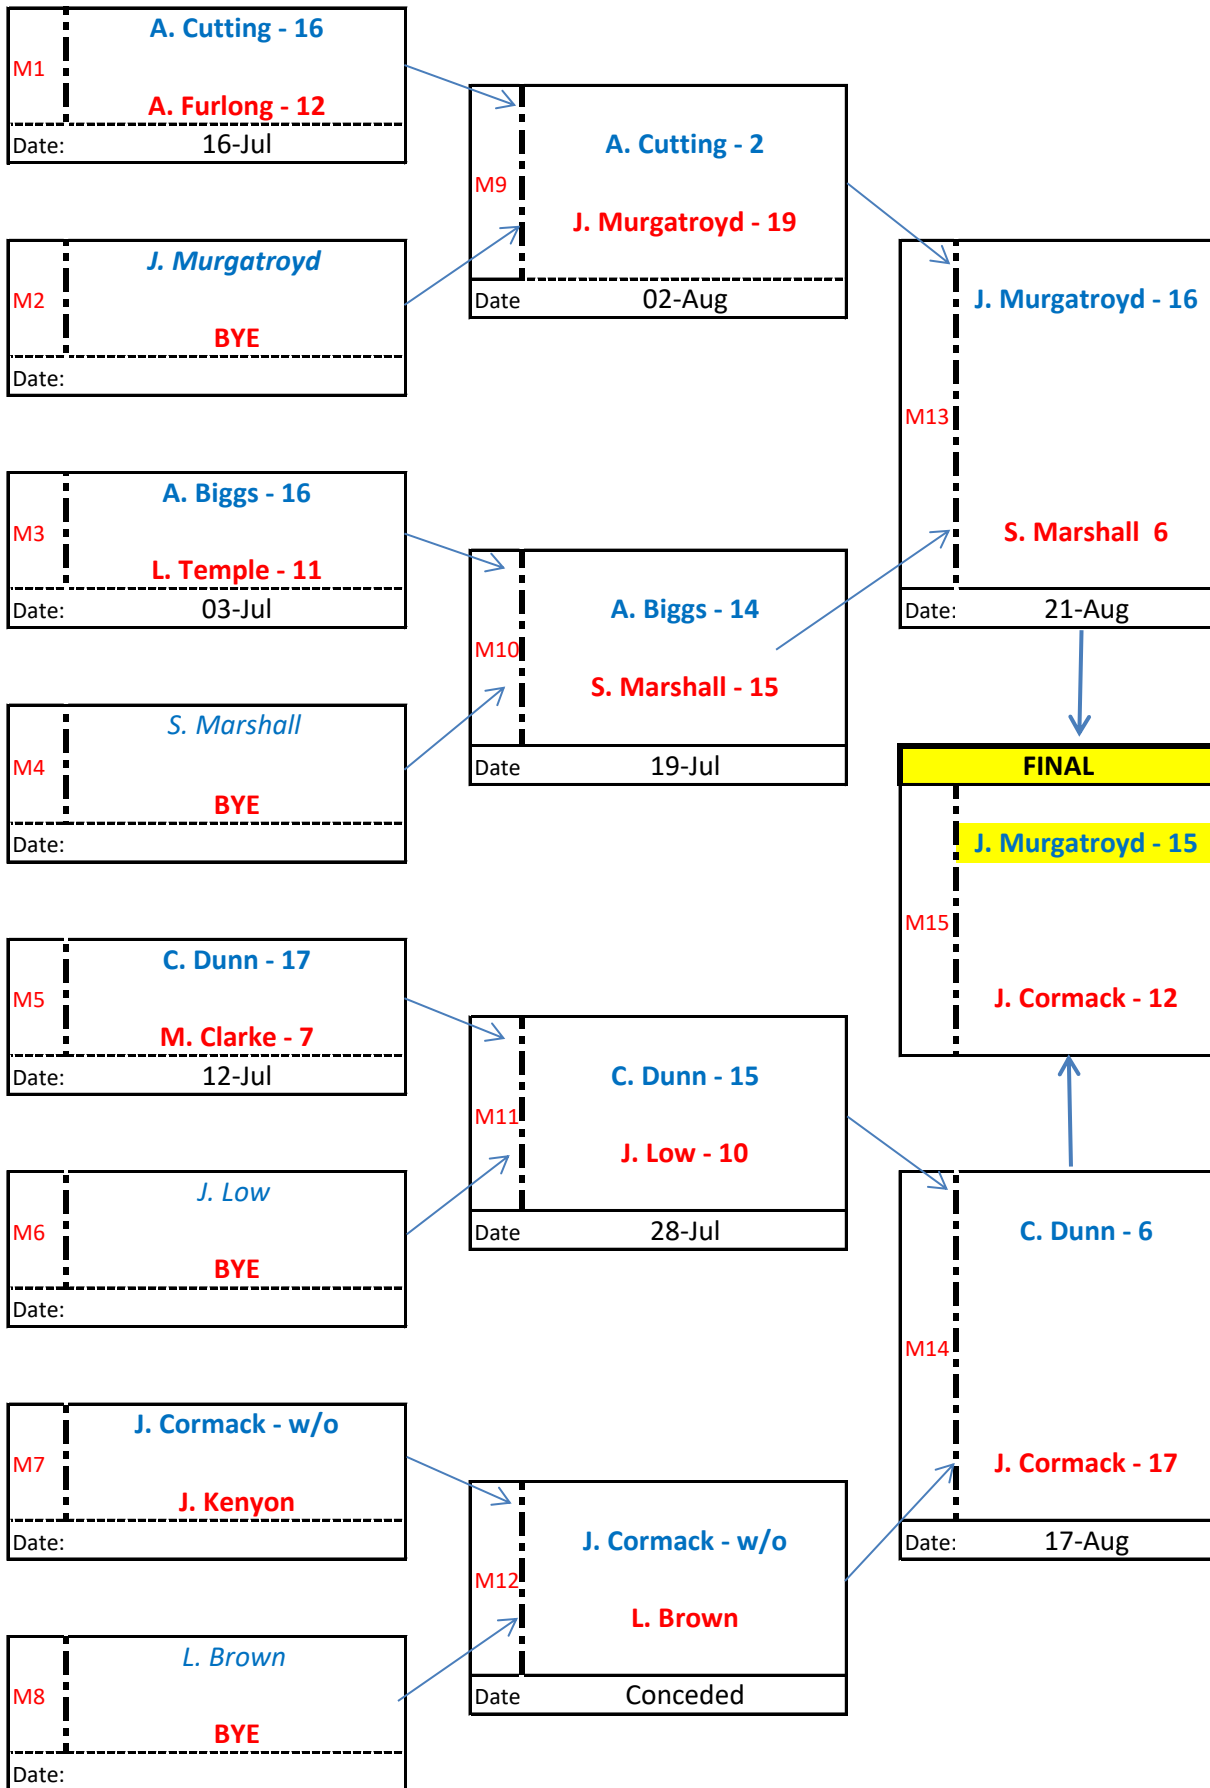 A. Cutting - 16
M1
A. Furlong - 12
Date: 16-Jul
J. Murgatroyd
M2
BYE
Date:
A. Biggs - 16
M3
L. Temple - 11
Date: 03-Jul
S. Marshall
M4
BYE
Date:
C. Dunn - 17
M5
M. Clarke - 7
Date: 12-Jul
J. Low
M6
BYE
Date:
J. Cormack - w/o
M7
J. Kenyon
Date:
L. Brown
M8
BYE
Date:
A. Cutting - 2
M9
J. Murgatroyd - 19
Date 02-Aug
A. Biggs - 14
M10
S. Marshall - 15
Date 19-Jul
C. Dunn - 15
M11
J. Low - 10
Date 28-Jul
J. Cormack - w/o
M12
L. Brown
Date Conceded
J. Murgatroyd - 16
M13
S. Marshall 6
Date: 21-Aug
FINAL
J. Murgatroyd - 15
M15
J. Cormack - 12
C. Dunn - 6
M14
J. Cormack - 17
Date: 17-Aug